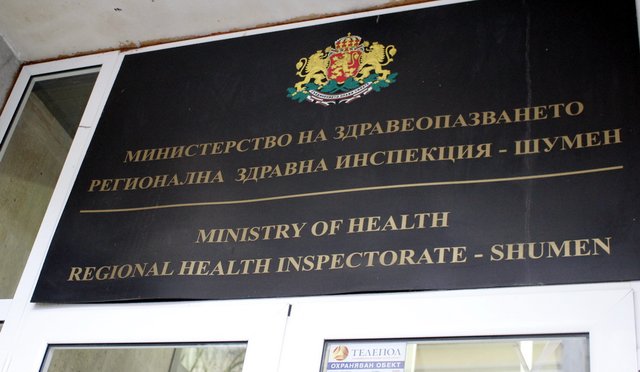 МИНИСТЕРСТВО НА ЗДРАВЕОПАЗВАНЕТО
РЕГИОНАЛНА ЗДРАВНА ИНСПЕКЦИЯ - ШУМЕН
MINISTRY OF HEALTH
REGIONAL HEALTH INSPECTORATE - SHUMEN
ТЕЛЕПОЛ
ОХРАНЯВАН ОБЕКТ